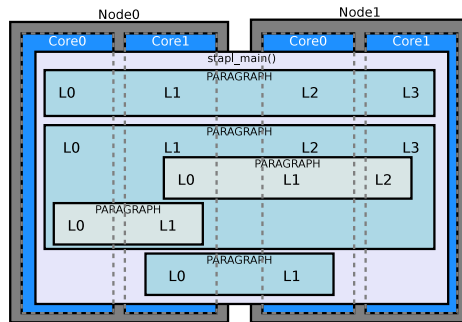 Node0 Node1
Core0 Core1 Core0 Core1
stapl_main()
PARAGRAPH
L0 L1 L2 L3
PARAGRAPH
L0 L1 L2 L3
PARAGRAPH
L0 L1 L2
PARAGRAPH
L0 L1
PARAGRAPH
L0 L1